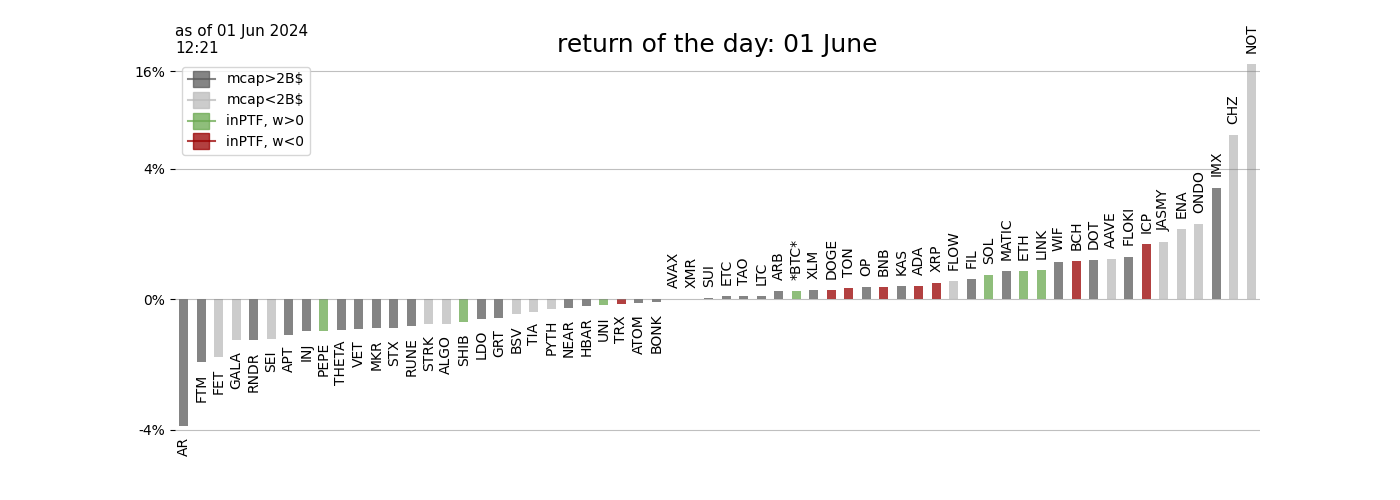 as of 01 Jun 2024
12:21
return of the day: 01 June
16%
4%
0%
-4%
mcap>2B$
mcap<2B$
inPTF, w>0
inPTF, w<0
AR
FTM
FET
GALA
RNDR
SEI
APT
INJ
PEPE
THETA
VET
MKR
STX
RUNE
STRK
ALGO
SHIB
LDO
GRT
BSV
TIA
PYTH
NEAR
HBAR
UNI
TRX
ATOM
BONK
AVAX
XMR
SUI
ETC
TAO
LTC
ARB
*BTC*
XLM
DOGE
TON
OP
BNB
KAS
ADA
XRP
FLOW
FIL
SOL
MATIC
ETH
LINK
WIF
BCH
DOT
AAVE
FLOKI
ICP
JASMY
ENA
ONDO
IMX
CHZ
NOT